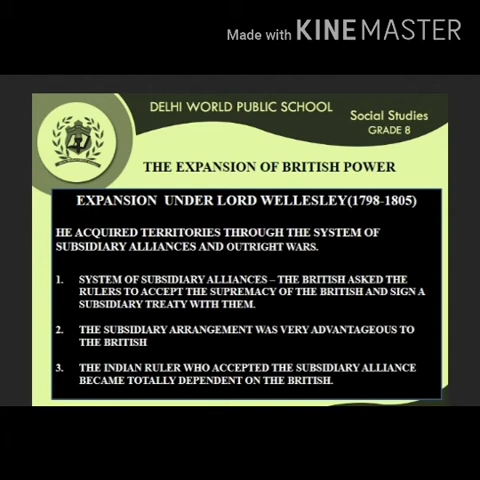 Made with KINEMASTER
DELHI WORLD PUBLIC SCHOOL
Social Studies
GRADE 8
THE EXPANSION OF BRITISH POWER
EXPANSION UNDER LORD WELLESLEY(1798-1805)
HE ACQUIRED TERRITORIES THROUGH THE SYSTEM OF
SUBSIDIARY ALLIANCES AND OUTRIGHT WARS.
1. SYSTEM OF SUBSIDIARY ALLIANCES – THE BRITISH ASKED THE
RULERS TO ACCEPT THE SUPREMACY OF THE BRITISH AND SIGN A
SUBSIDIARY TREATY WITH THEM.
2. THE SUBSIDIARY ARRANGEMENT WAS VERY ADVANTAGEOUS TO
THE BRITISH
3. THE INDIAN RULER WHO ACCEPTED THE SUBSIDIARY ALLIANCE
BECAME TOTALLY DEPENDENT ON THE BRITISH.